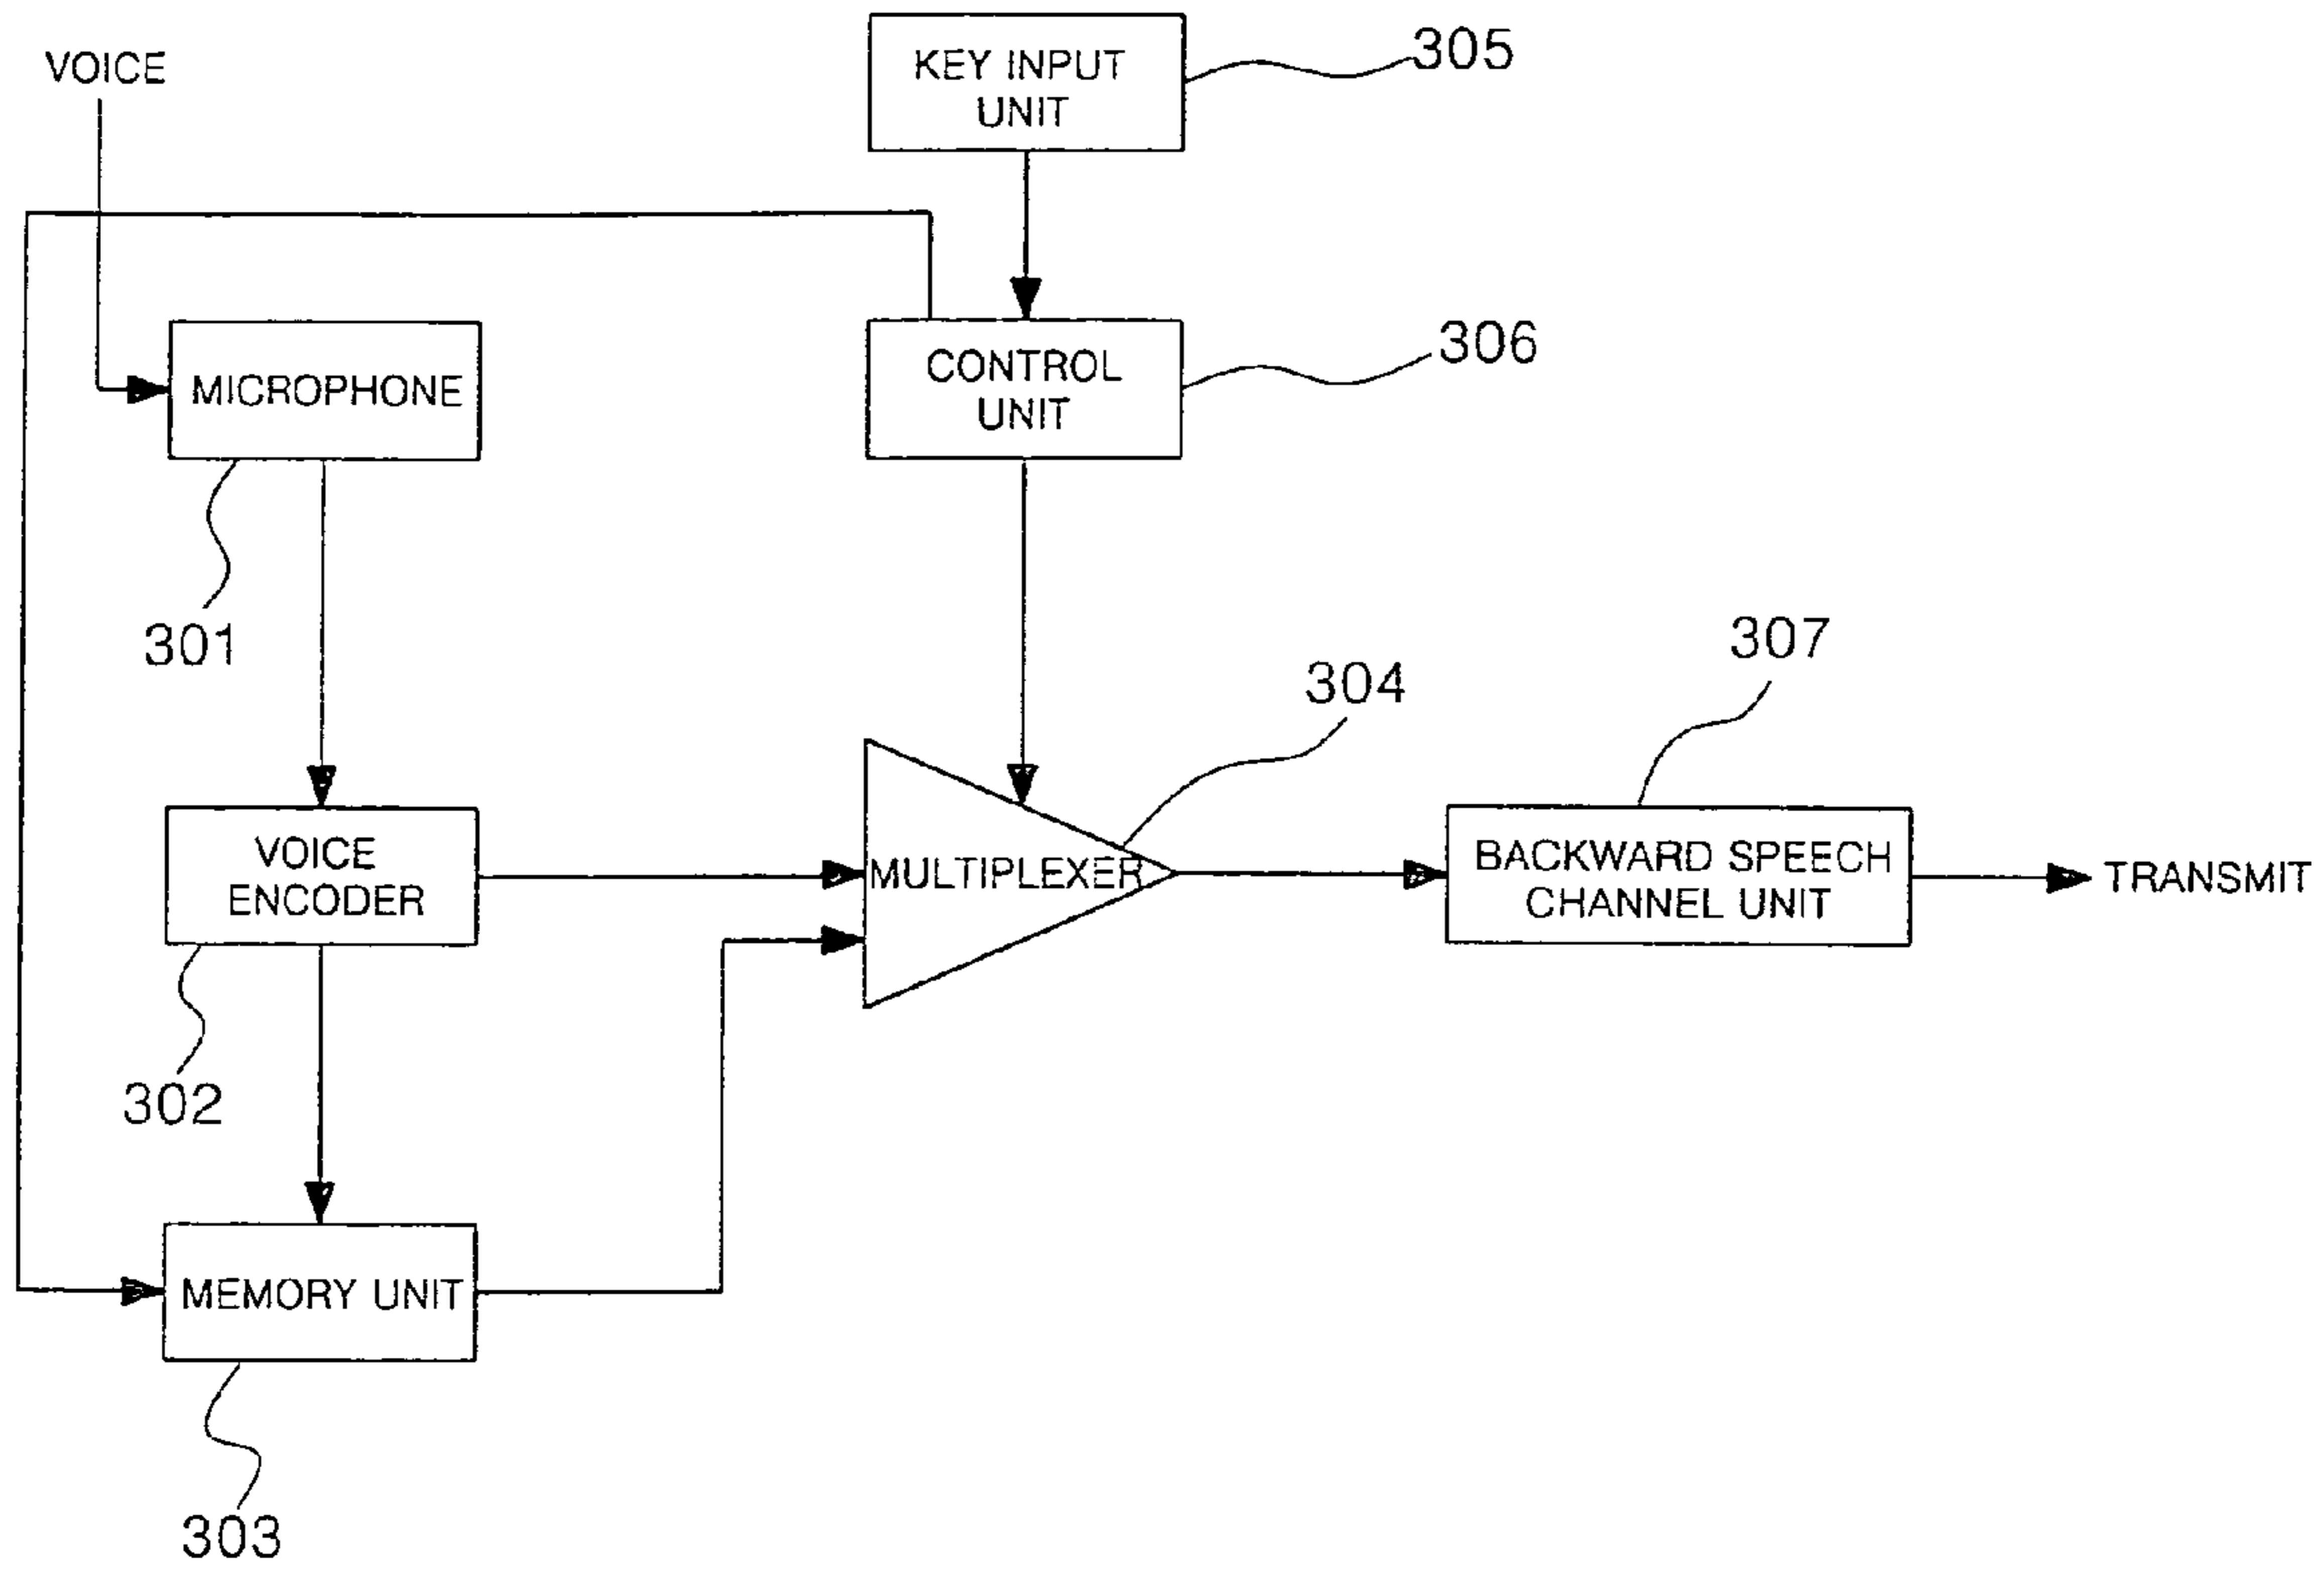 VOICE
KEY INPUT
UNIT
305
MICROPHONE
301
CONTROL
UNIT
306
VOICE
ENCODER
302
MULTIPLEXER
304
BACKWARD SPEECH
CHANNEL UNIT
307
TRANSMIT
MEMORY UNIT
303